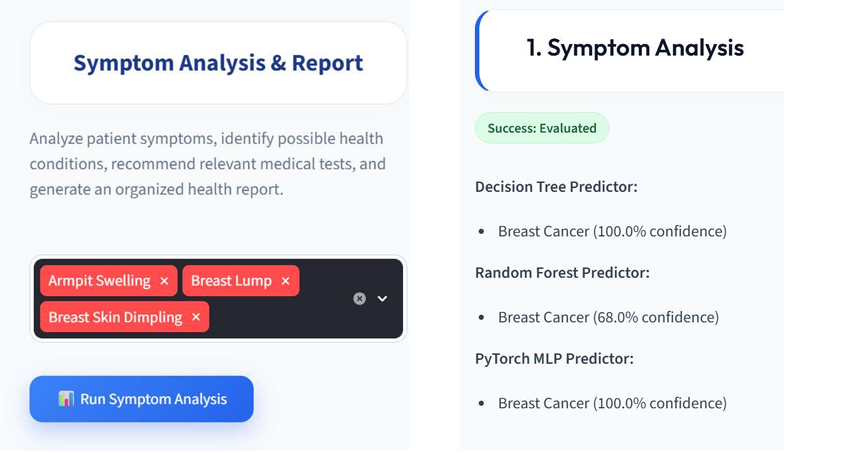 Symptom Analysis & Report
Analyze patient symptoms, identify possible health
conditions, recommend relevant medical tests, and
generate an organized health report.
Armpit Swelling × Breast Lump ×
Breast Skin Dimpling ×
📊 Run Symptom Analysis
1. Symptom Analysis
Success: Evaluated
Decision Tree Predictor:
• Breast Cancer (100.0% confidence)
Random Forest Predictor:
• Breast Cancer (68.0% confidence)
PyTorch MLP Predictor:
• Breast Cancer (100.0% confidence)